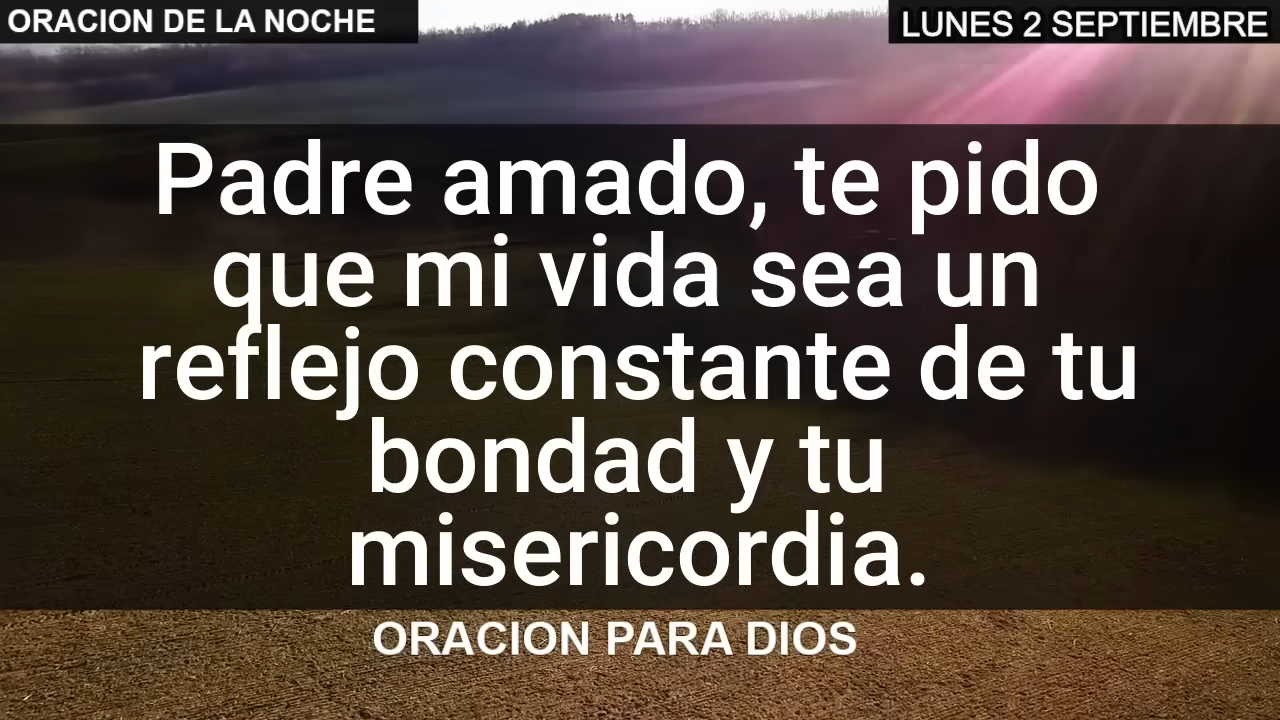 ORACION DE LA NOCHE
LUNES 2 SEPTIEMBRE
Padre amado, te pido
que mi vida sea un
reflejo constante de tu
bondad y tu
misericordia.
ORACION PARA DIOS